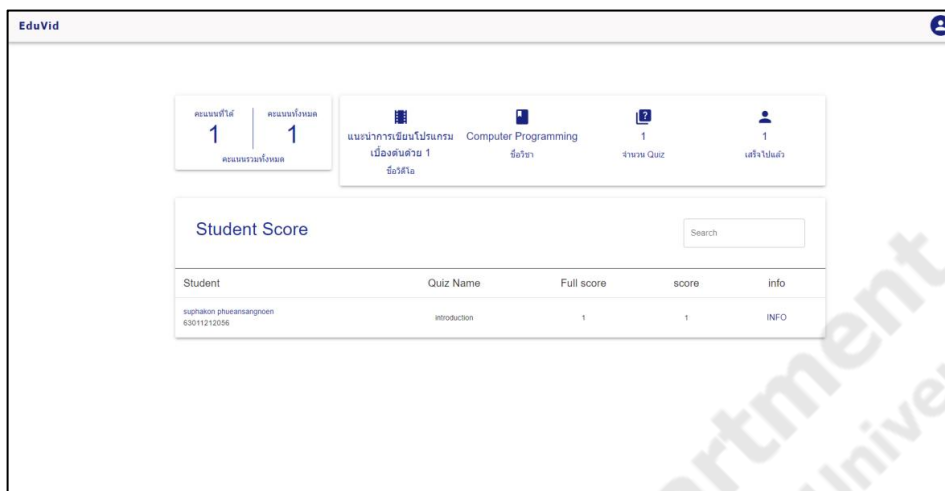 EduVid
คะแนนที่ได้
คะแนนทั้งหมด
1
1
คะแนนรวมทั้งหมด
แนะนำการเขียนโปรแกรม
เบื้องต้นด้วย 1
ชื่อวิดีโอ
Computer Programming
ชื่อวิชา
1
จำนวน Quiz
1
เสร็จไปแล้ว
Student Score
Search
Student Quiz Name Full score score info
suphakon phueansangnoen
63011212056
introduction 1 1 INFO